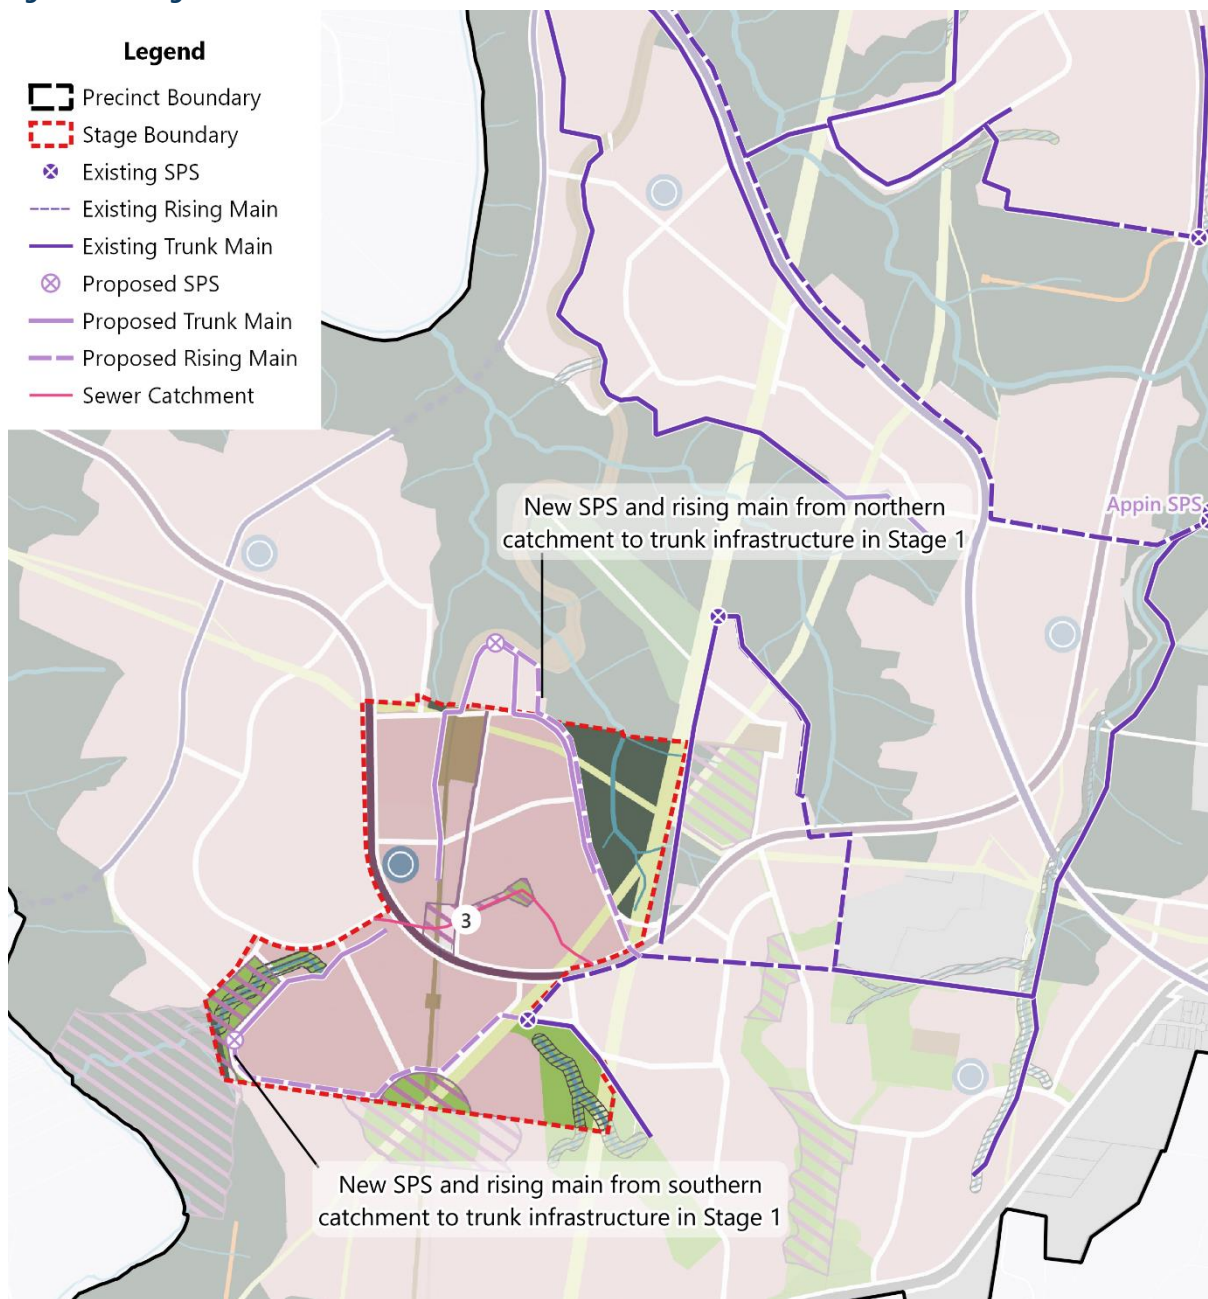 Legend
Precinct Boundary
Stage Boundary
Existing SPS
Existing Rising Main
Existing Trunk Main
Proposed SPS
Proposed Trunk Main
Proposed Rising Main
Sewer Catchment
New SPS and rising main from northern
catchment to trunk infrastructure in Stage 1
Appin SPS
3
New SPS and rising main from southern
catchment to trunk infrastructure in Stage 1